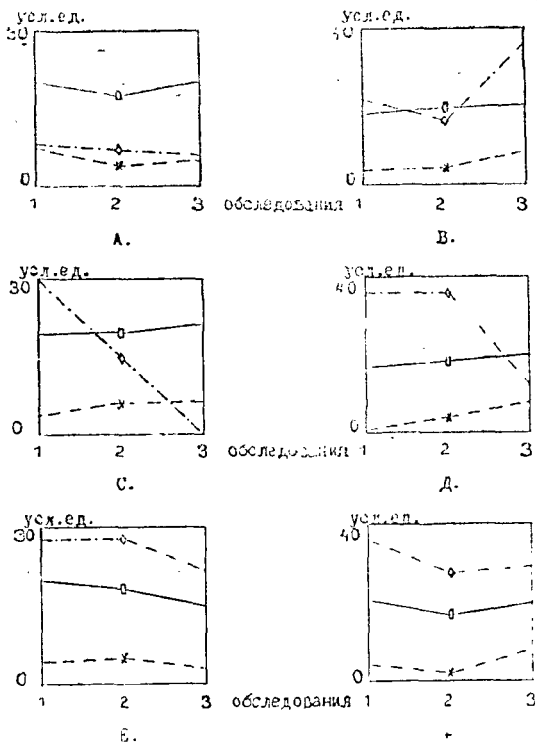 усл.ед. усл.ед.
30 40
0 0
1 2 3 обследования 1 2 3
А. В.
усл.ед. усл.ед.
30 40
0 0
1 2 3 обследования 1 2 3
С. Д.
усл.ед. усл.ед.
30 40
0 0
1 2 3 обследования 1 2 3
Е.